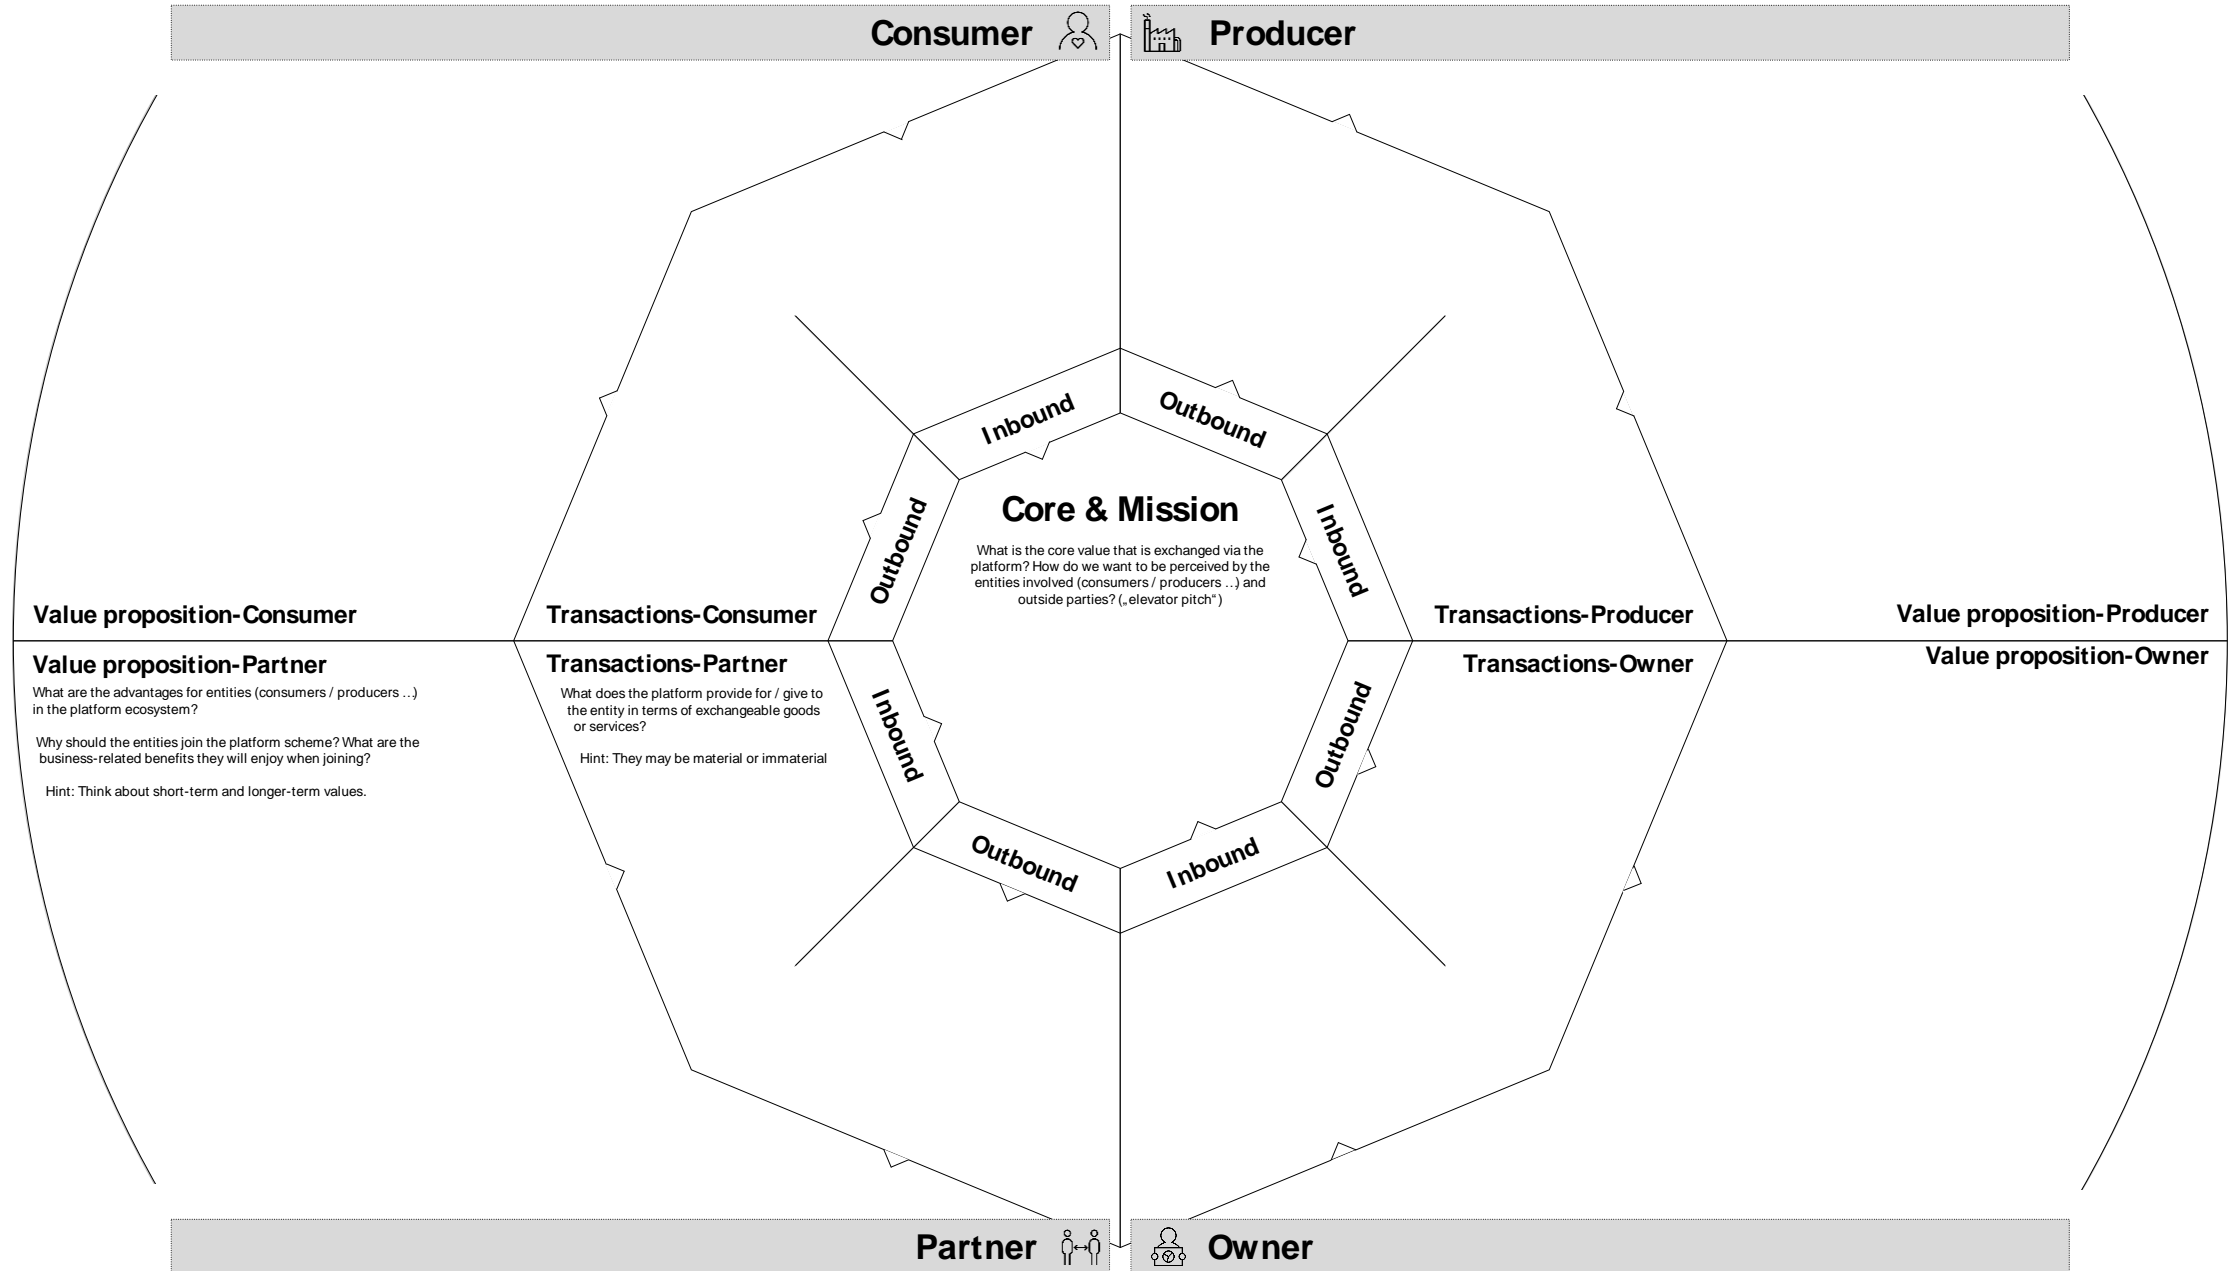 Consumer
Producer
Inbound
Outbound
Outbound
Inbound
Core & Mission
What is the core value that is exchanged via the
platform? How do we want to be perceived by the
entities involved (consumers / producers …) and
outside parties? („elevator pitch“)
Value proposition-Consumer
Transactions-Consumer
Transactions-Producer
Value proposition-Producer
Value proposition-Partner
What are the advantages for entities (consumers / producers …)
in the platform ecosystem?
Why should the entities join the platform scheme? What are the
business-related benefits they will enjoy when joining?
Hint: Think about short-term and longer-term values.
Transactions-Partner
What does the platform provide for / give to
the entity in terms of exchangeable goods
or services?
Hint: They may be material or immaterial
Transactions-Owner
Value proposition-Owner
Inbound
Outbound
Outbound
Inbound
Partner
Owner